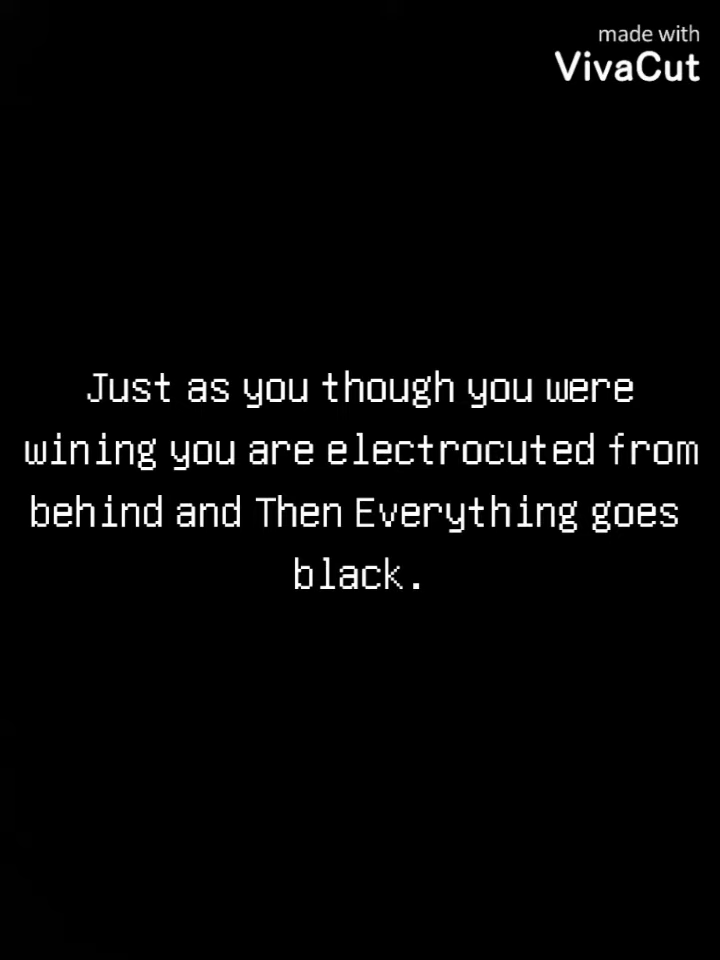 made with
VivaCut
Just as you though you were
wining you are electrocuted from
behind and Then Everything goes
black.